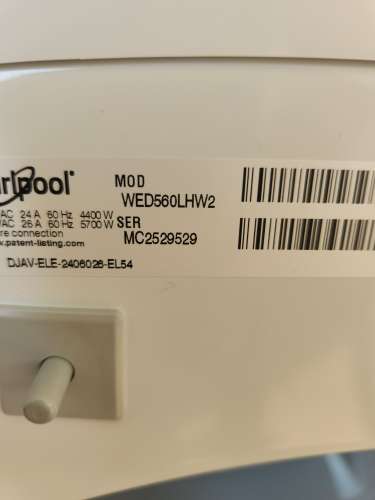 rlpool
MOD
WED560LHW2
AC 24 A 60 Hz 4400 W
AC 26 A 60 Hz 5700 W
SER
MC2529529
re connection
w.patent-listing.com
DJAV-ELE-2406026-EL54